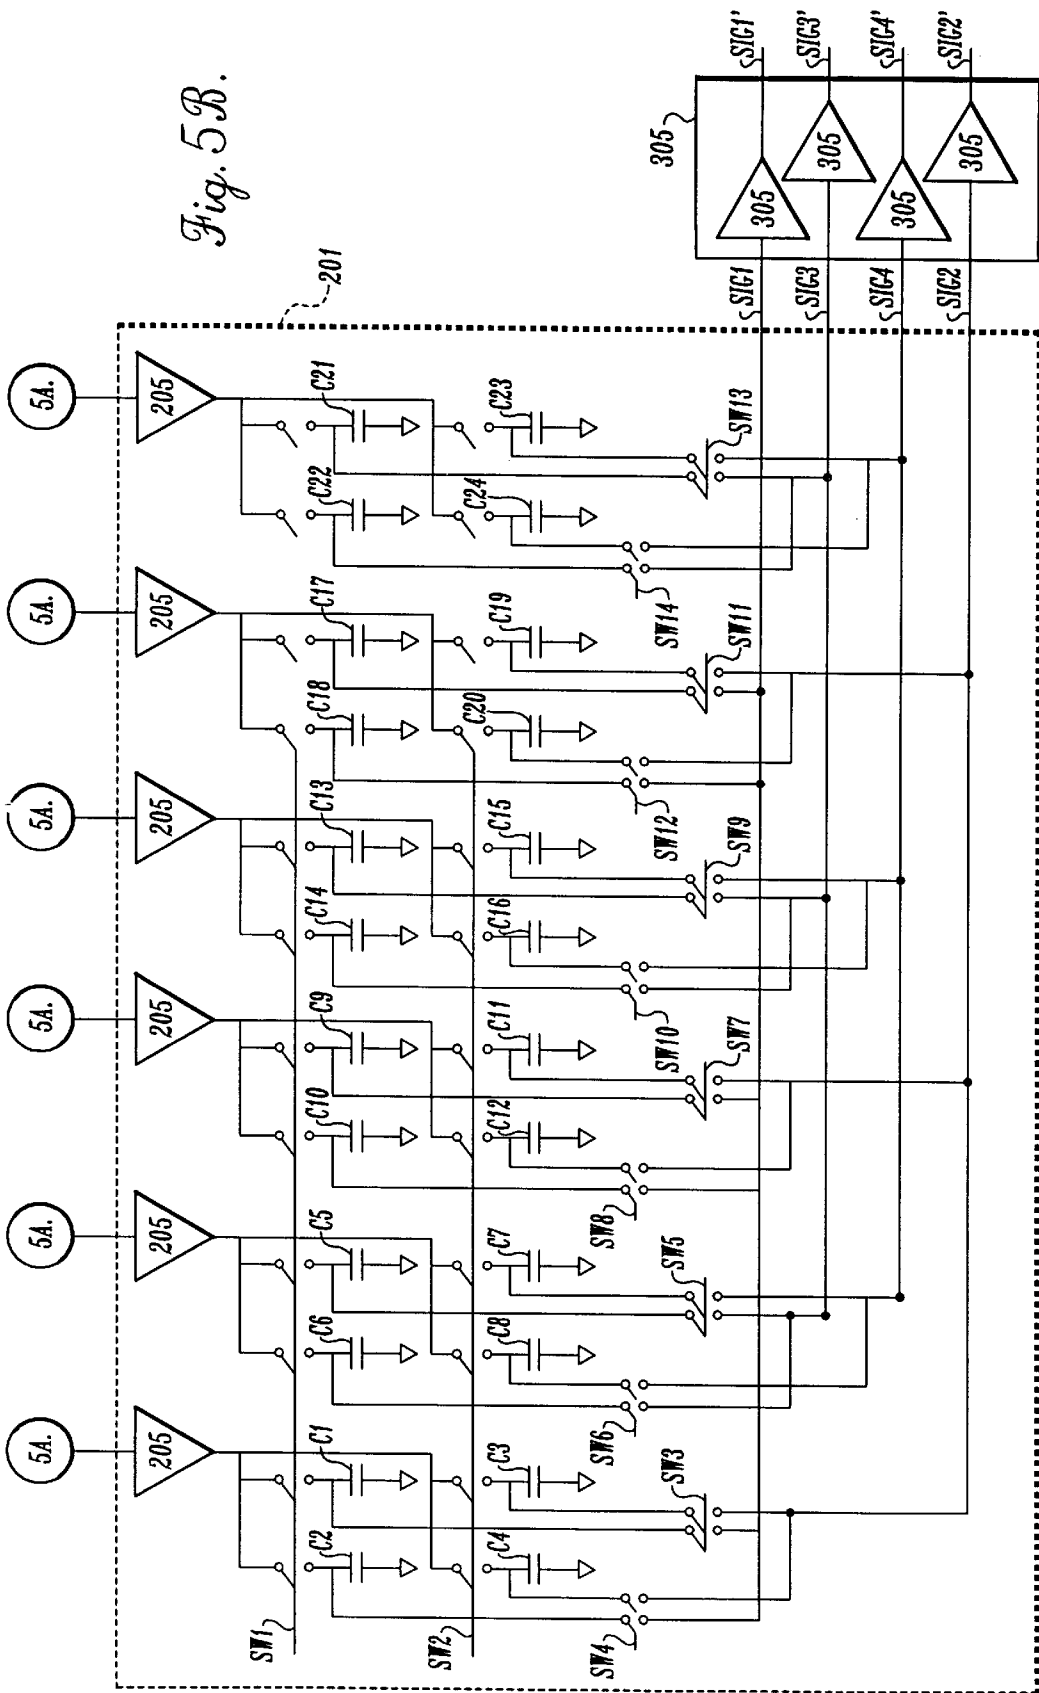 Fig. 5B.
201
5A.
5A.
5A.
5A.
5A.
5A.
205
205
205
205
205
205
SW1
C2
C1
C6
C5
C10
C9
C14
C13
C18
C17
C22
C21
SW2
C4
C3
C8
C7
C12
C11
C16
C15
C20
C19
C24
C23
SW4
SW6
SW8
SW10
SW12
SW14
SW3
SW5
SW7
SW9
SW11
SW13
SIG1
SIG3
SIG4
SIG2
305
305
305
305
305
SIG1'
SIG3'
SIG4'
SIG2'